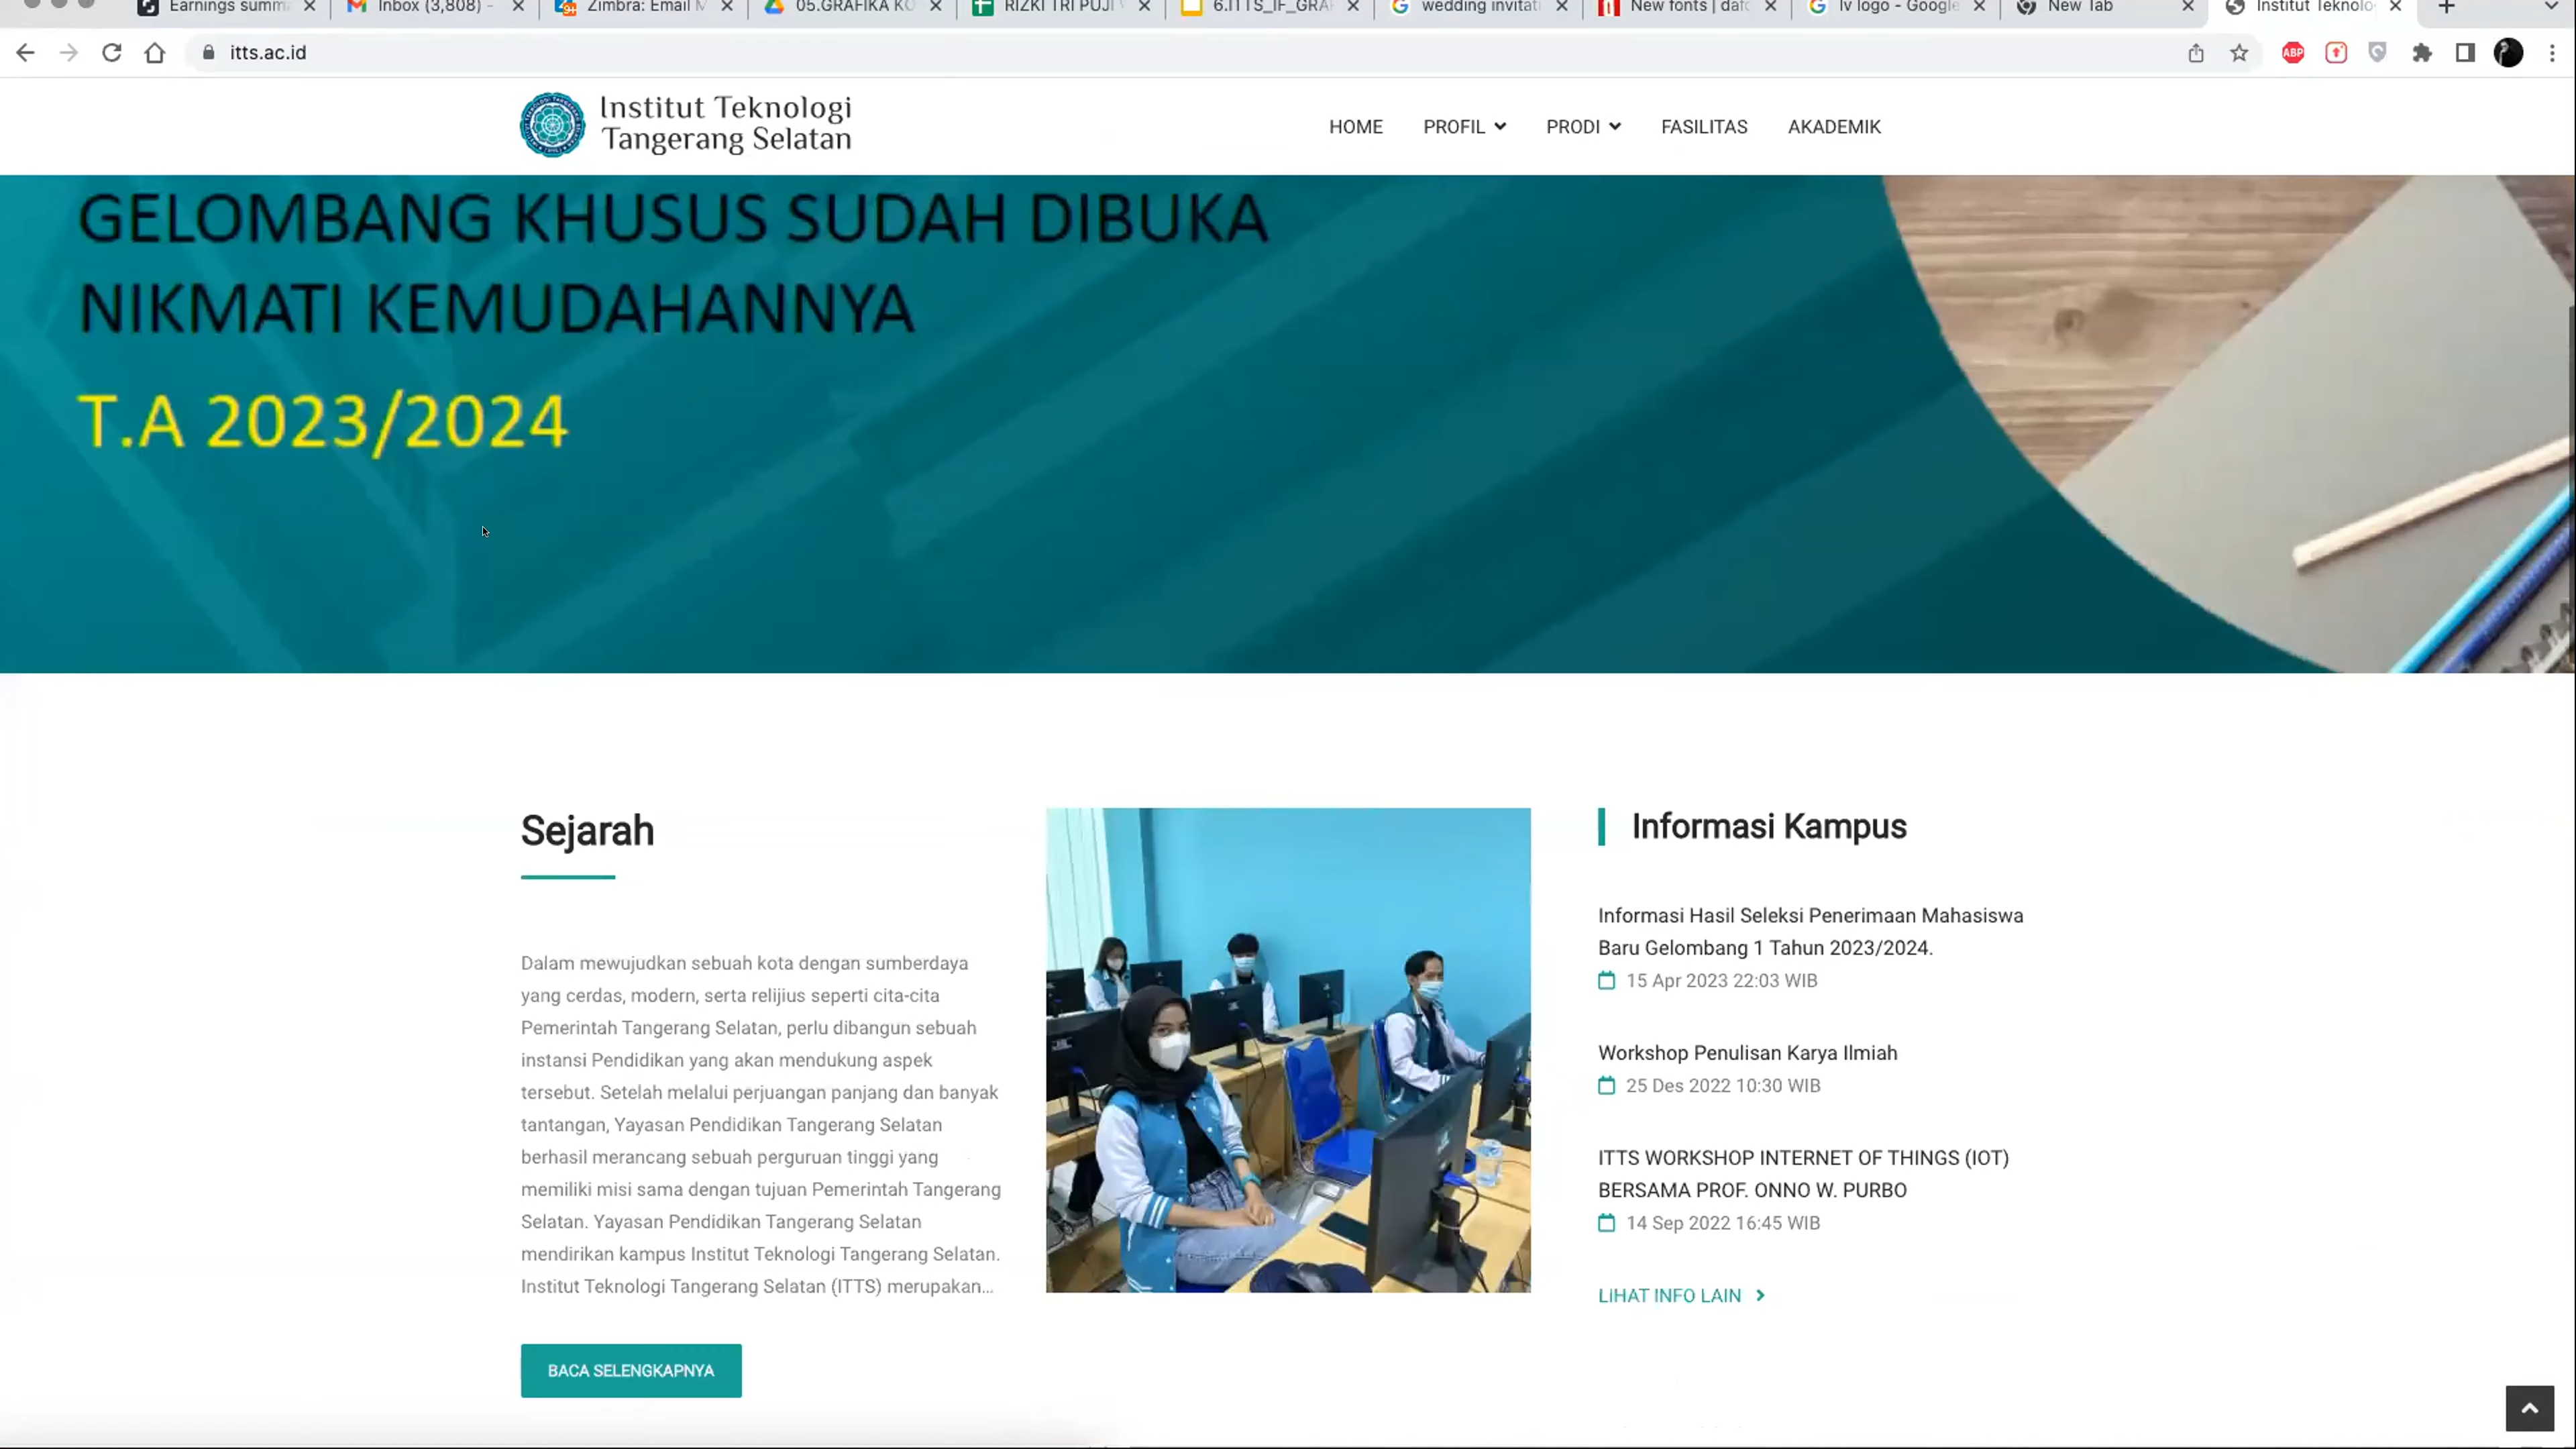 Earnings summ
Inbox (3,808) -
Zimbra: Email M
05.GRAFIKA KO
RIZKI TRI PUJI
6.ITTS_IF_GRAF
wedding invitat
New fonts | dafo
lv logo - Google
New Tab
Institut Teknolo
itts.ac.id
ABP
Institut Teknologi
Tangerang Selatan
HOME
PROFIL
PRODI
FASILITAS
AKADEMIK
GELOMBANG KHUSUS SUDAH DIBUKA
NIKMATI KEMUDAHANNYA
T.A 2023/2024
Sejarah
Dalam mewujudkan sebuah kota dengan sumberdaya
yang cerdas, modern, serta relijius seperti cita-cita
Pemerintah Tangerang Selatan, perlu dibangun sebuah
instansi Pendidikan yang akan mendukung aspek
tersebut. Setelah melalui perjuangan panjang dan banyak
tantangan, Yayasan Pendidikan Tangerang Selatan
berhasil merancang sebuah perguruan tinggi yang
memiliki misi sama dengan tujuan Pemerintah Tangerang
Selatan. Yayasan Pendidikan Tangerang Selatan
mendirikan kampus Institut Teknologi Tangerang Selatan.
Institut Teknologi Tangerang Selatan (ITTS) merupakan...
BACA SELENGKAPNYA
Informasi Kampus
Informasi Hasil Seleksi Penerimaan Mahasiswa
Baru Gelombang 1 Tahun 2023/2024.
15 Apr 2023 22:03 WIB
Workshop Penulisan Karya Ilmiah
25 Des 2022 10:30 WIB
ITTS WORKSHOP INTERNET OF THINGS (IOT)
BERSAMA PROF. ONNO W. PURBO
14 Sep 2022 16:45 WIB
LIHAT INFO LAIN